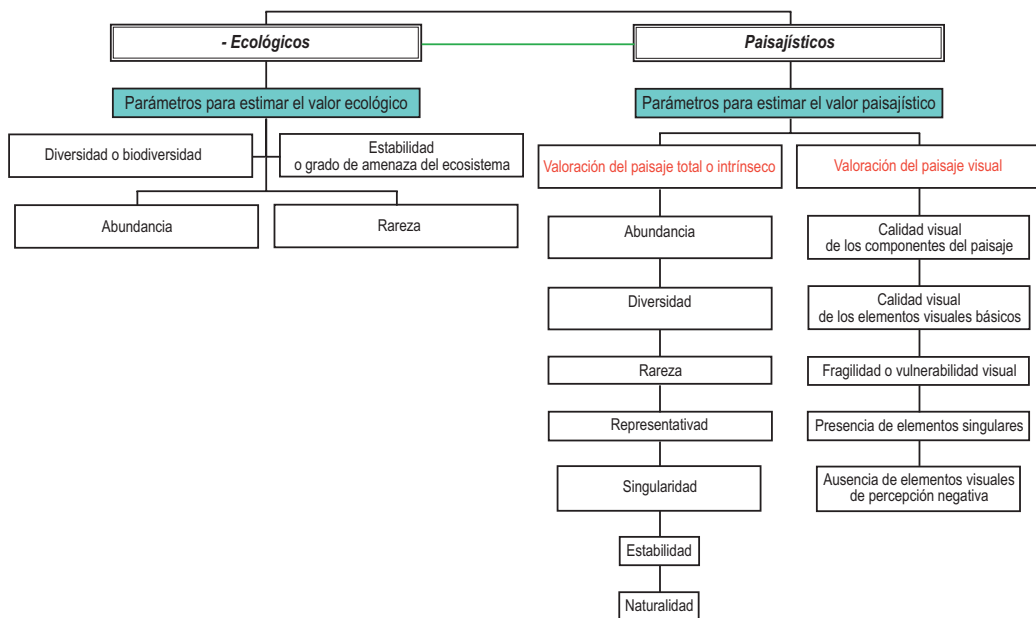 - Ecológicos
Paisajísticos
Parámetros para estimar el valor ecológico
Parámetros para estimar el valor paisajístico
Diversidad o biodiversidad
Estabilidad
o grado de amenaza del ecosistema
Abundancia
Rareza
Valoración del paisaje total o intrínseco
Valoración del paisaje visual
Abundancia
Diversidad
Rareza
Representativad
Singularidad
Estabilidad
Naturalidad
Calidad visual
de los componentes del paisaje
Calidad visual
de los elementos visuales básicos
Fragilidad o vulnerabilidad visual
Presencia de elementos singulares
Ausencia de elementos visuales
de percepción negativa